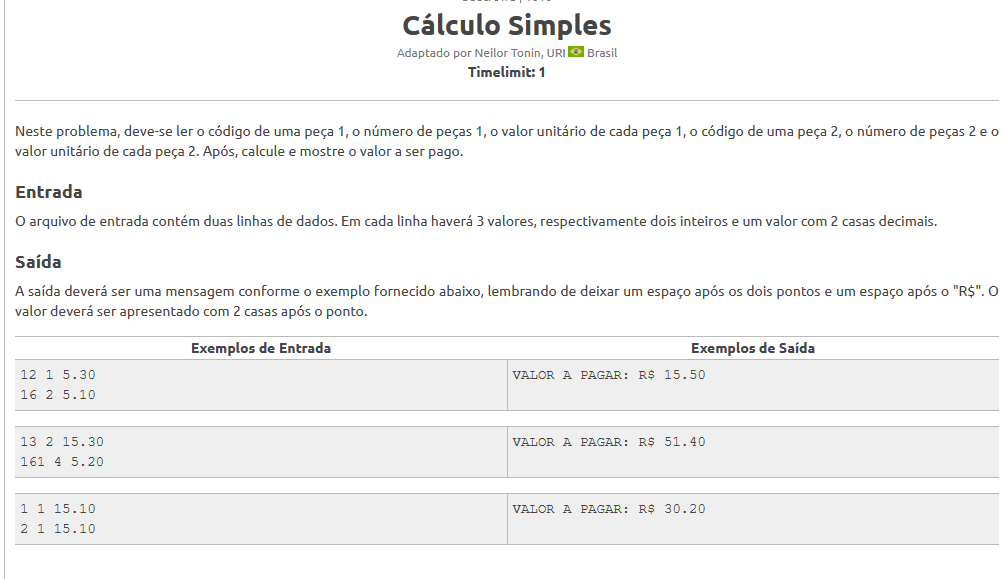 Cálculo Simples
Adaptado por Neilor Tonin, URI Brasil
Timelimit: 1
Neste problema, deve-se ler o código de uma peça 1, o número de peças 1, o valor unitário de cada peça 1, o código de uma peça 2, o número de peças 2 e o
valor unitário de cada peça 2. Após, calcule e mostre o valor a ser pago.
Entrada
O arquivo de entrada contém duas linhas de dados. Em cada linha haverá 3 valores, respectivamente dois inteiros e um valor com 2 casas decimais.
Saída
A saída deverá ser uma mensagem conforme o exemplo fornecido abaixo, lembrando de deixar um espaço após os dois pontos e um espaço após o "R$". O
valor deverá ser apresentado com 2 casas após o ponto.
Exemplos de Entrada Exemplos de Saída
12 1 5.30 VALOR A PAGAR: R$ 15.50
16 2 5.10
13 2 15.30 VALOR A PAGAR: R$ 51.40
161 4 5.20
1 1 15.10 VALOR A PAGAR: R$ 30.20
2 1 15.10